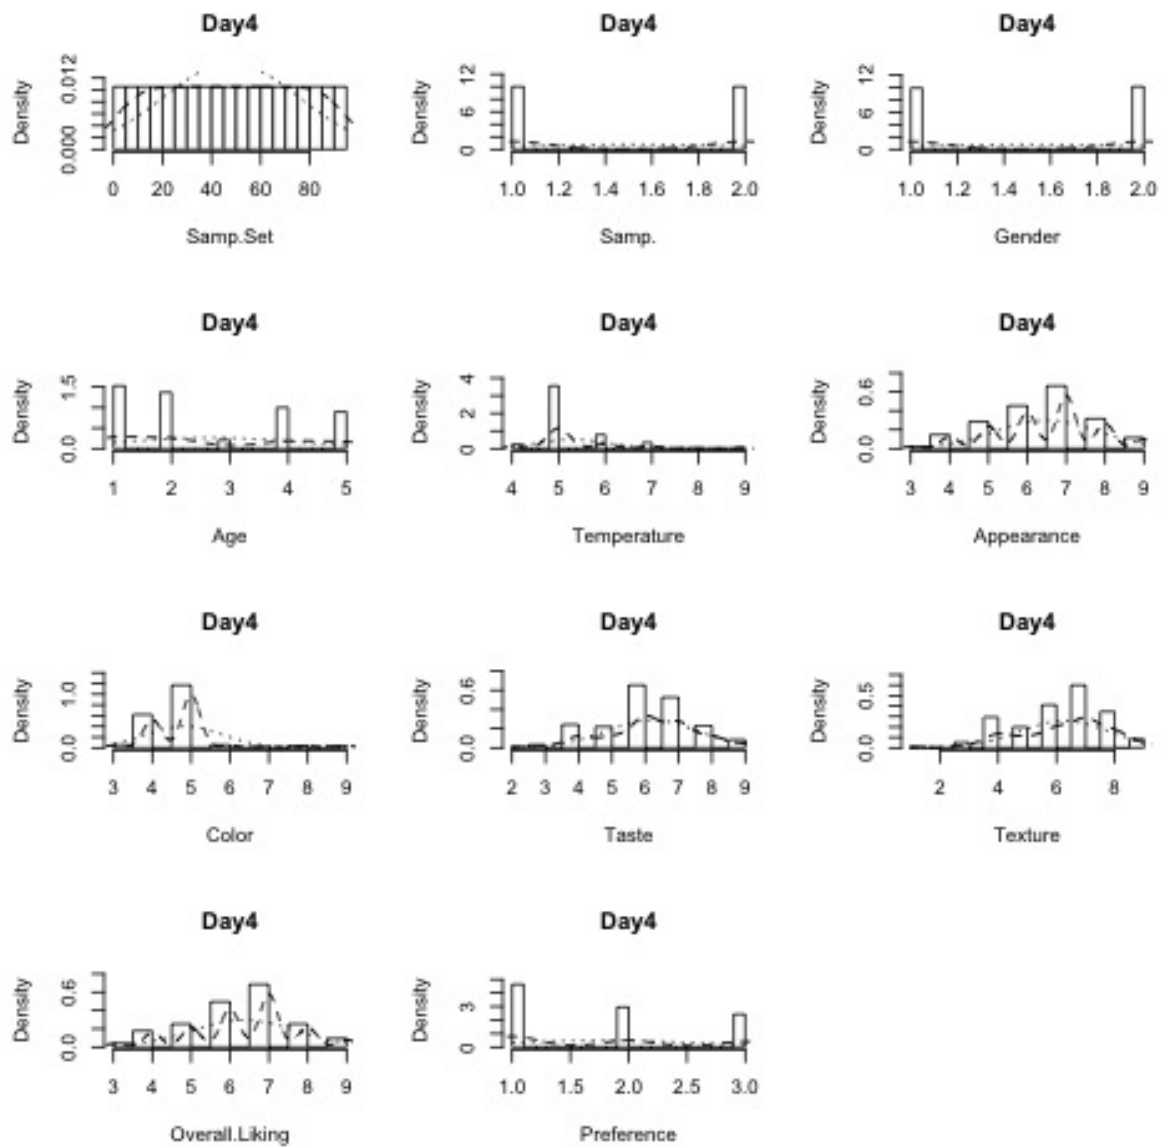 Day4 Day4 Day4
Density 0.000 0.012
0 20 40 60 80
Samp.Set
Density 0 6 12
1.0 1.2 1.4 1.6 1.8 2.0
Samp.
Density 0 6 12
1.0 1.2 1.4 1.6 1.8 2.0
Gender
Day4 Day4 Day4
Density 0.0 1.5
1 2 3 4 5
Age
Density 0 2 4
4 5 6 7 8 9
Temperature
Density 0.0 0.6
3 4 5 6 7 8 9
Appearance
Day4 Day4 Day4
Density 0.0 1.0
3 4 5 6 7 8 9
Color
Density 0.0 0.6
2 3 4 5 6 7 8 9
Taste
Density 0.0 0.5
2 4 6 8
Texture
Day4 Day4
Density 0.0 0.6
3 4 5 6 7 8 9
Overall.Liking
Density 0 3
1.0 1.5 2.0 2.5 3.0
Preference